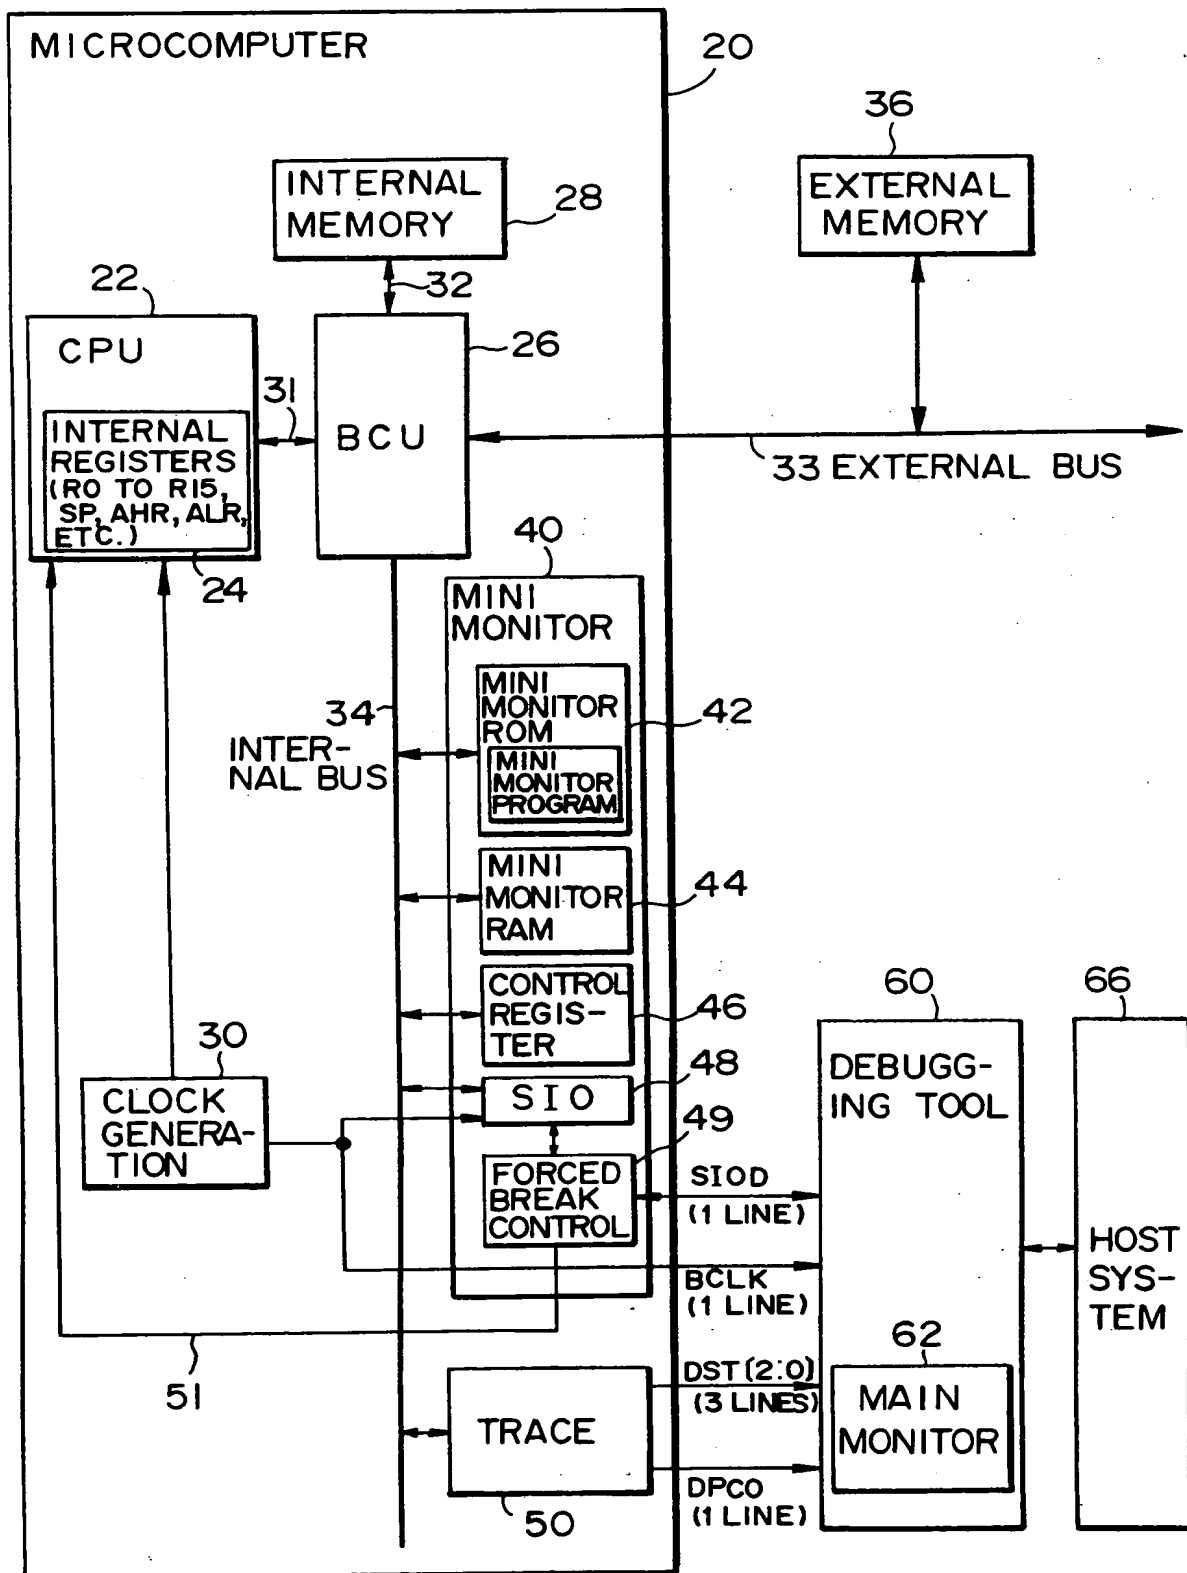 MICROCOMPUTER
20
36
INTERNAL
MEMORY
28
EXTERNAL
MEMORY
32
22
CPU
26
31
BCU
INTERNAL
REGISTERS
(R0 TO R15,
SP, AHR, ALR,
ETC.)
24
33 EXTERNAL BUS
40
MINI
MONITOR
34
INTER-
NAL BUS
MINI
MONITOR
ROM
42
MINI
MONITOR
PROGRAM
MINI
MONITOR
RAM
44
CONTROL
REGIS-
TER
46
60
66
30
CLOCK
GENERA-
TION
SIO
48
49
FORCED
BREAK
CONTROL
SIOD
(1 LINE)
BCLK
(1 LINE)
DEBUGG-
ING TOOL
HOST
SYS-
TEM
51
TRACE
50
DST(2:0)
(3 LINES)
DPCO
(1 LINE)
62
MAIN
MONITOR